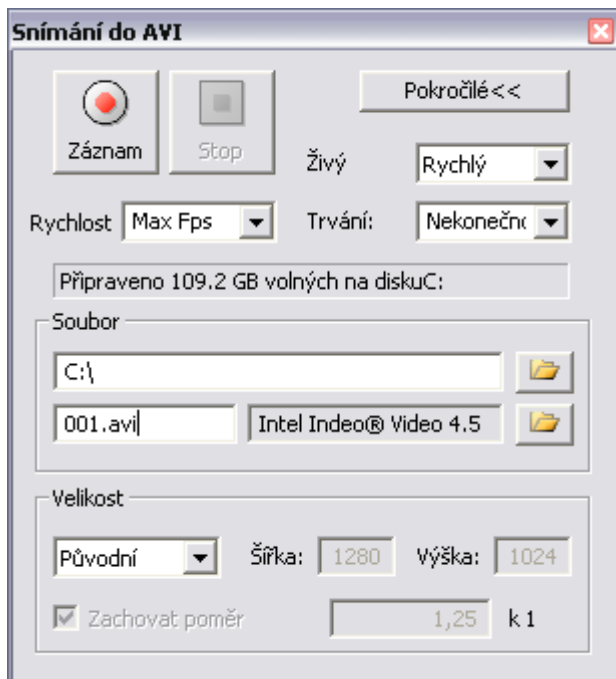 Snímání do AVI
Záznam
Stop
Pokročilé<<
Živý
Rychlý
Rychlost
Max Fps
Trvání:
Nekonečno
Připraveno 109.2 GB volných na diskuC:
Soubor
C:\
001.avi
Intel Indeo® Video 4.5
Velikost
Původní
Šířka:
1280
Výška:
1024
Zachovat poměr
1,25
k 1